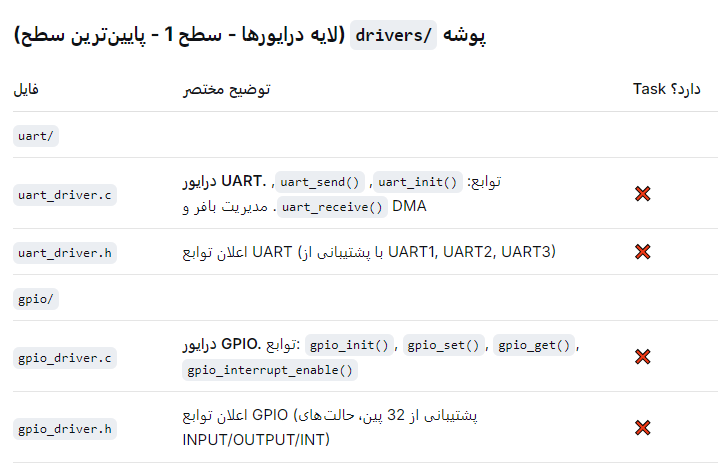 پوشه drivers/ (لایه درایورها - سطح 1 - پایین‌ترین سطح)
فایل توضیح مختصر Task دارد؟
uart/
uart_driver.c درایور UART. توابع: uart_init(), uart_send(), ❌
uart_receive(). مدیریت بافر و DMA
uart_driver.h اعلان توابع UART (با پشتیبانی از UART1, UART2, UART3) ❌
gpio/
gpio_driver.c درایور GPIO. توابع: gpio_init(), gpio_set(), gpio_get(), ❌
gpio_interrupt_enable()
gpio_driver.h اعلان توابع GPIO (پشتیبانی از 32 پین، حالت‌های ❌
INPUT/OUTPUT/INT)